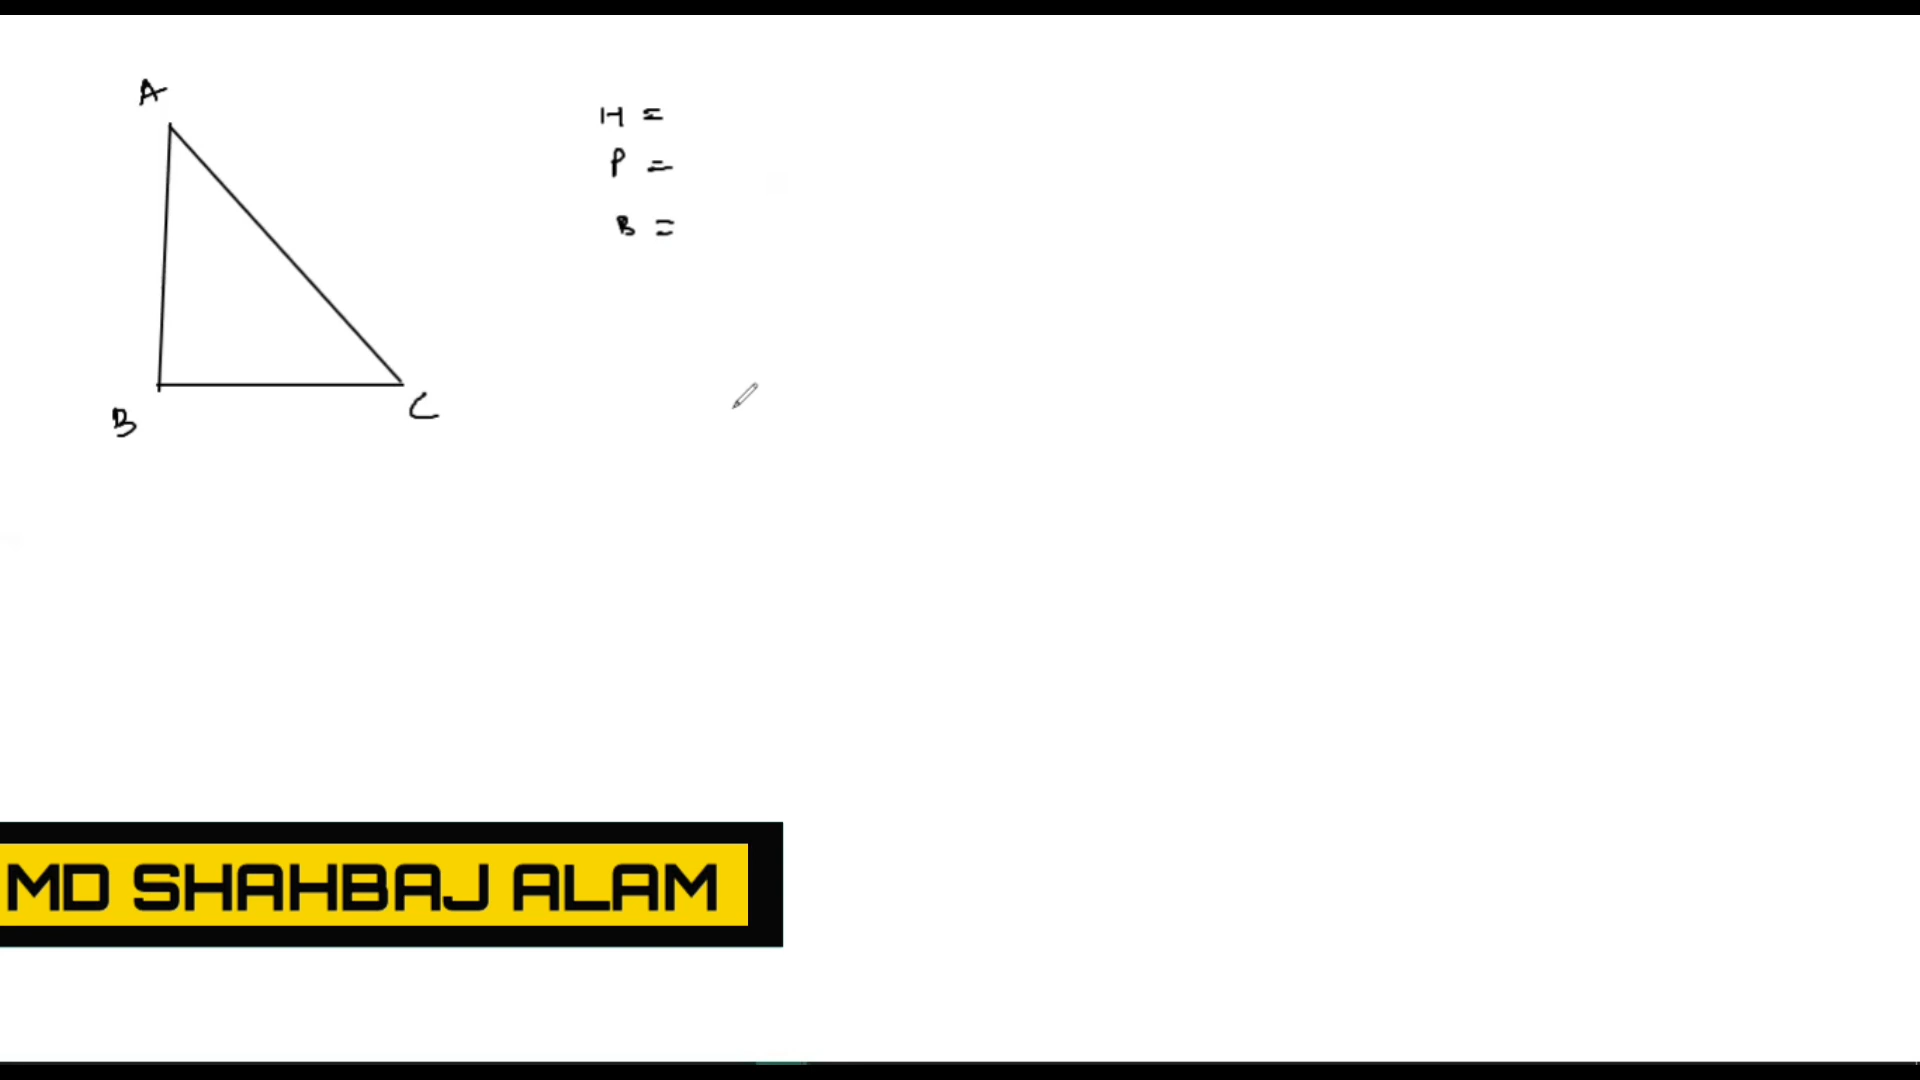 A
H =
P =
B =
B
C
MD SHAHBAJ ALAM